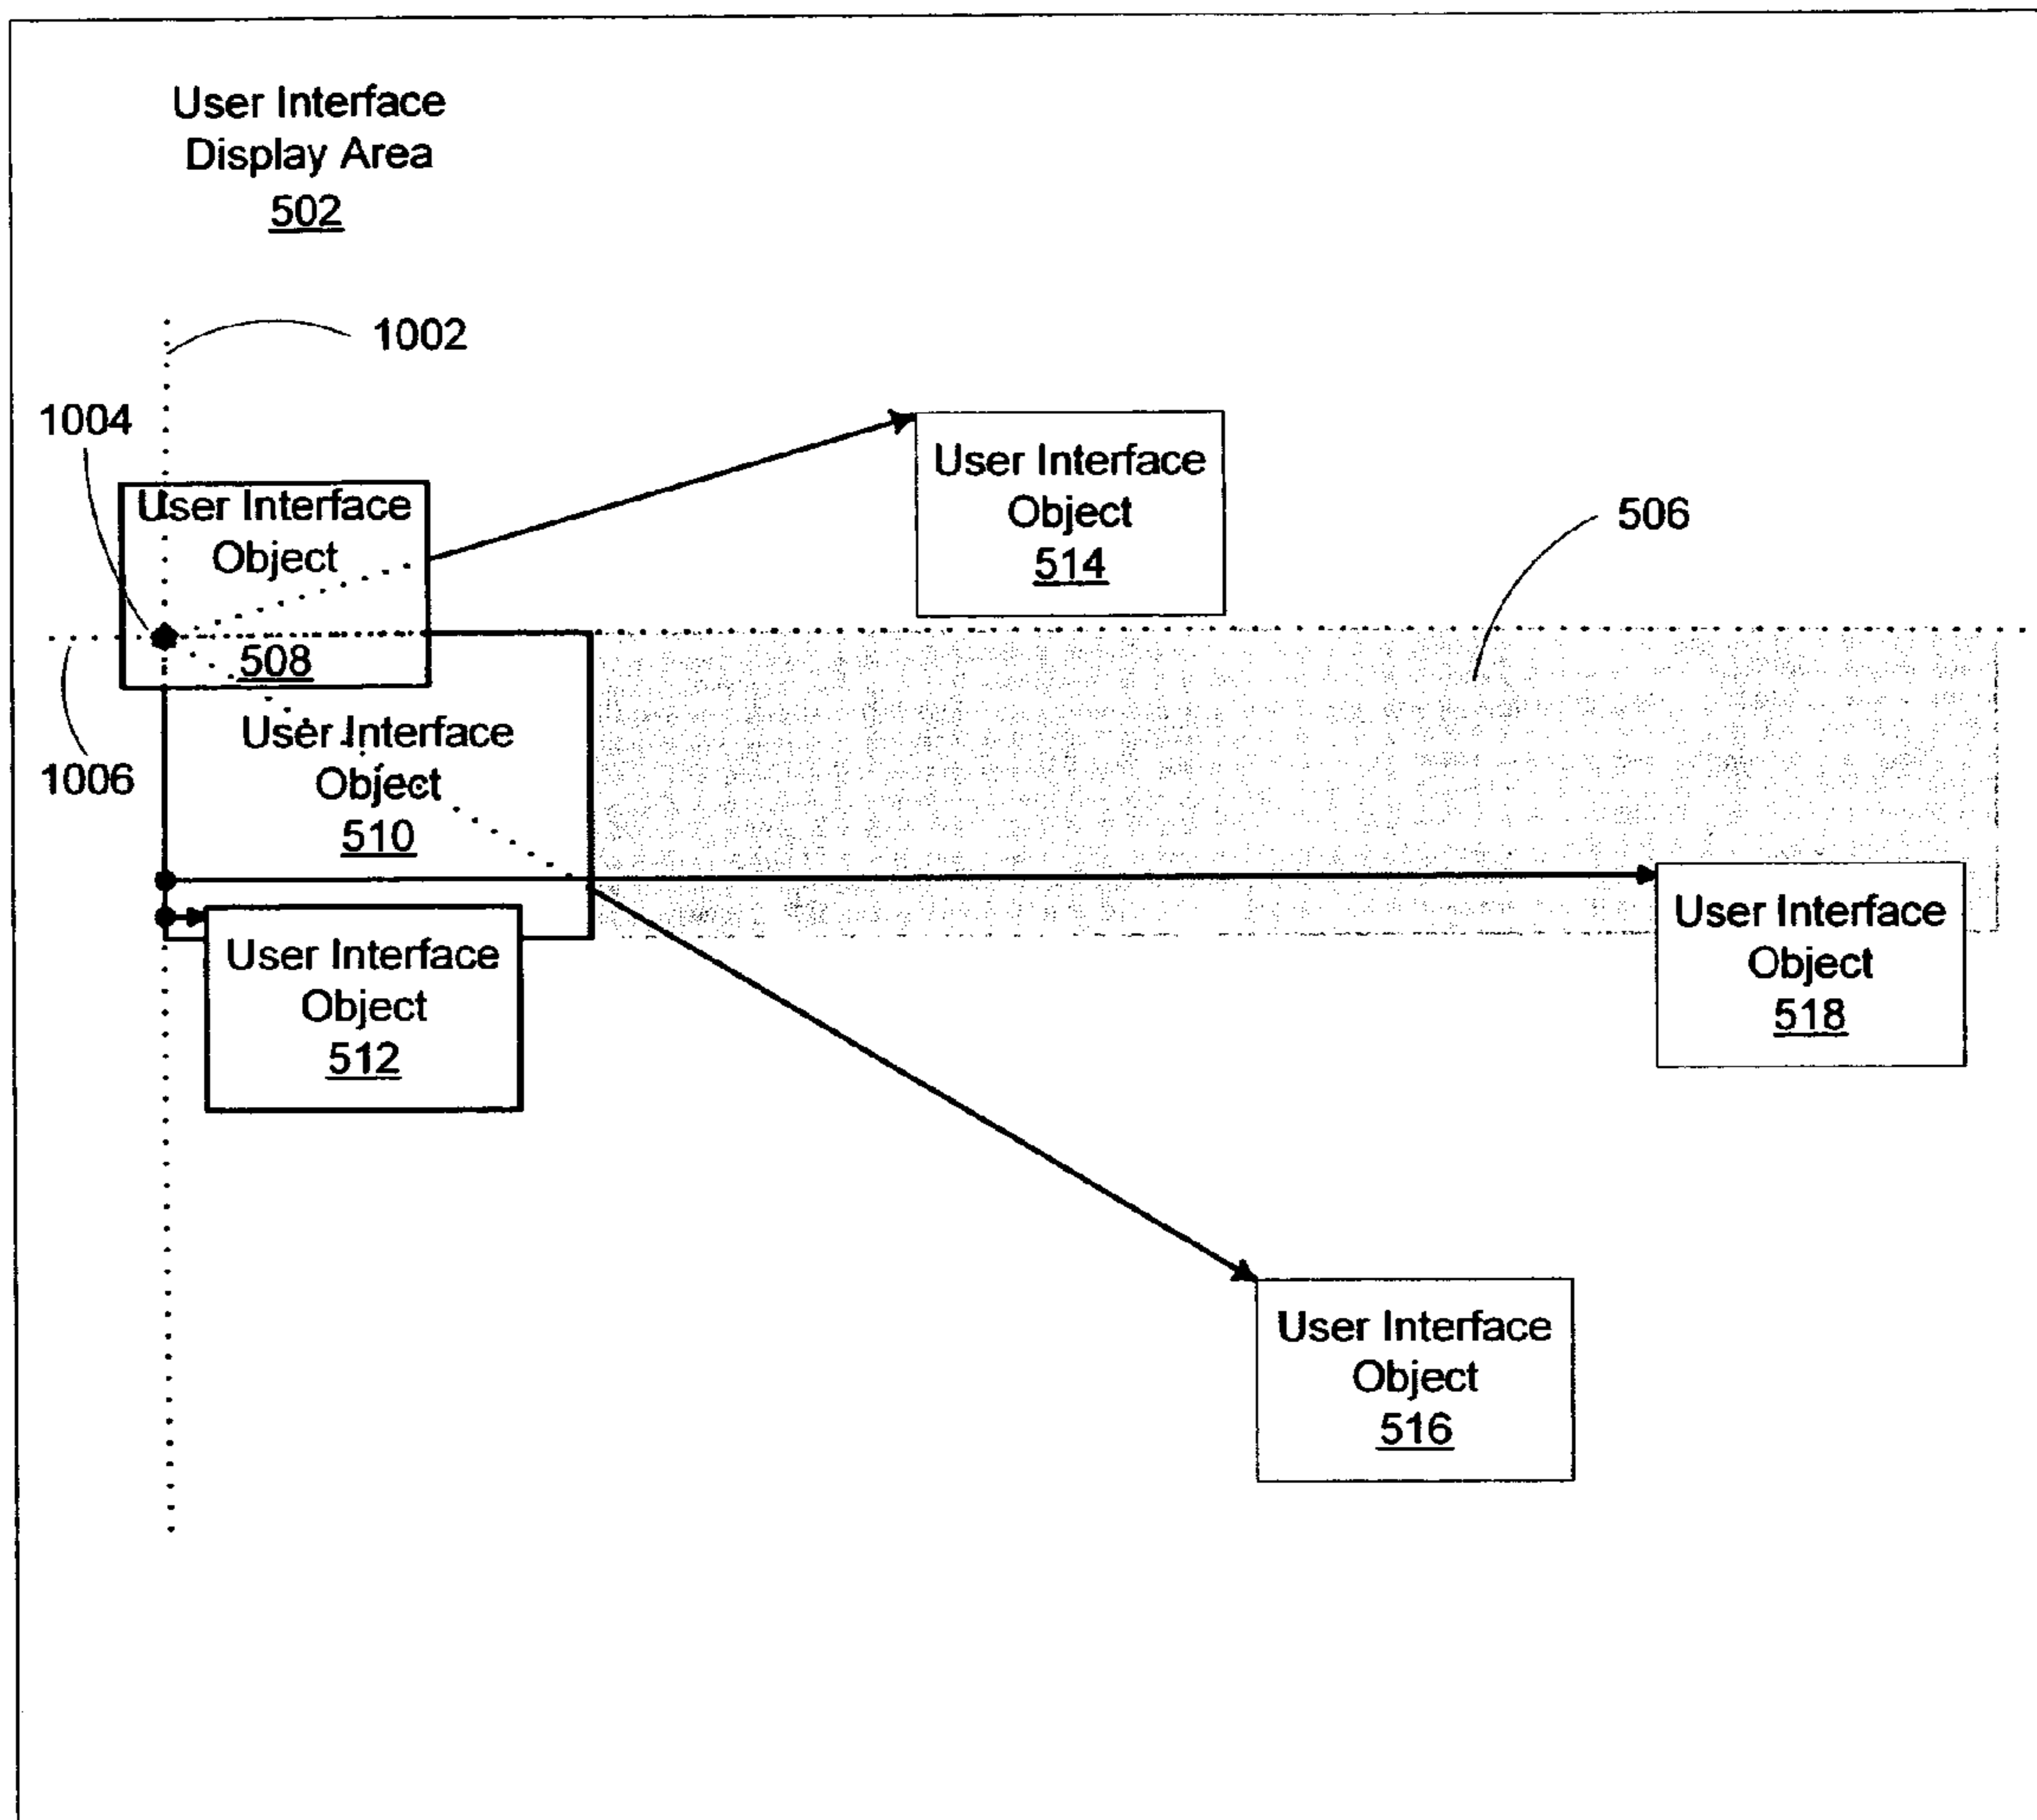 User Interface
Display Area
502
1002
1004
User Interface
Object
514
506
User Interface
Object
508
1006
User Interface
Object
510
User Interface
Object
518
User Interface
Object
512
User Interface
Object
516